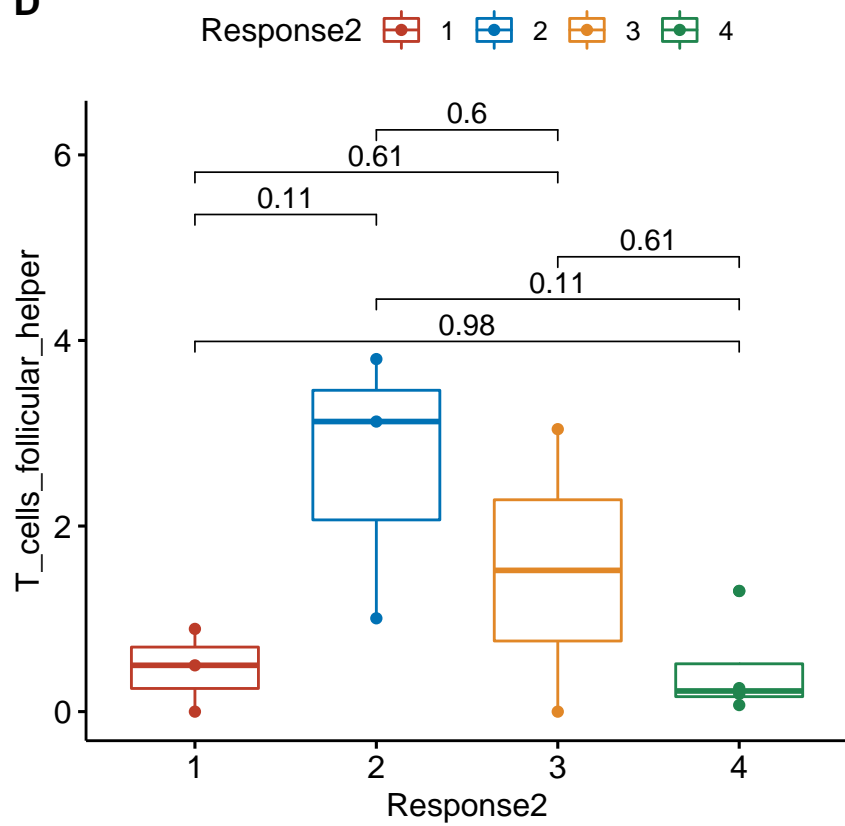 D
Response2 1 2 3 4
0.6
0.61
0.11
0.61
0.11
0.98
T_cells_follicular_helper
6
4
2
0
1 2 3 4
Response2